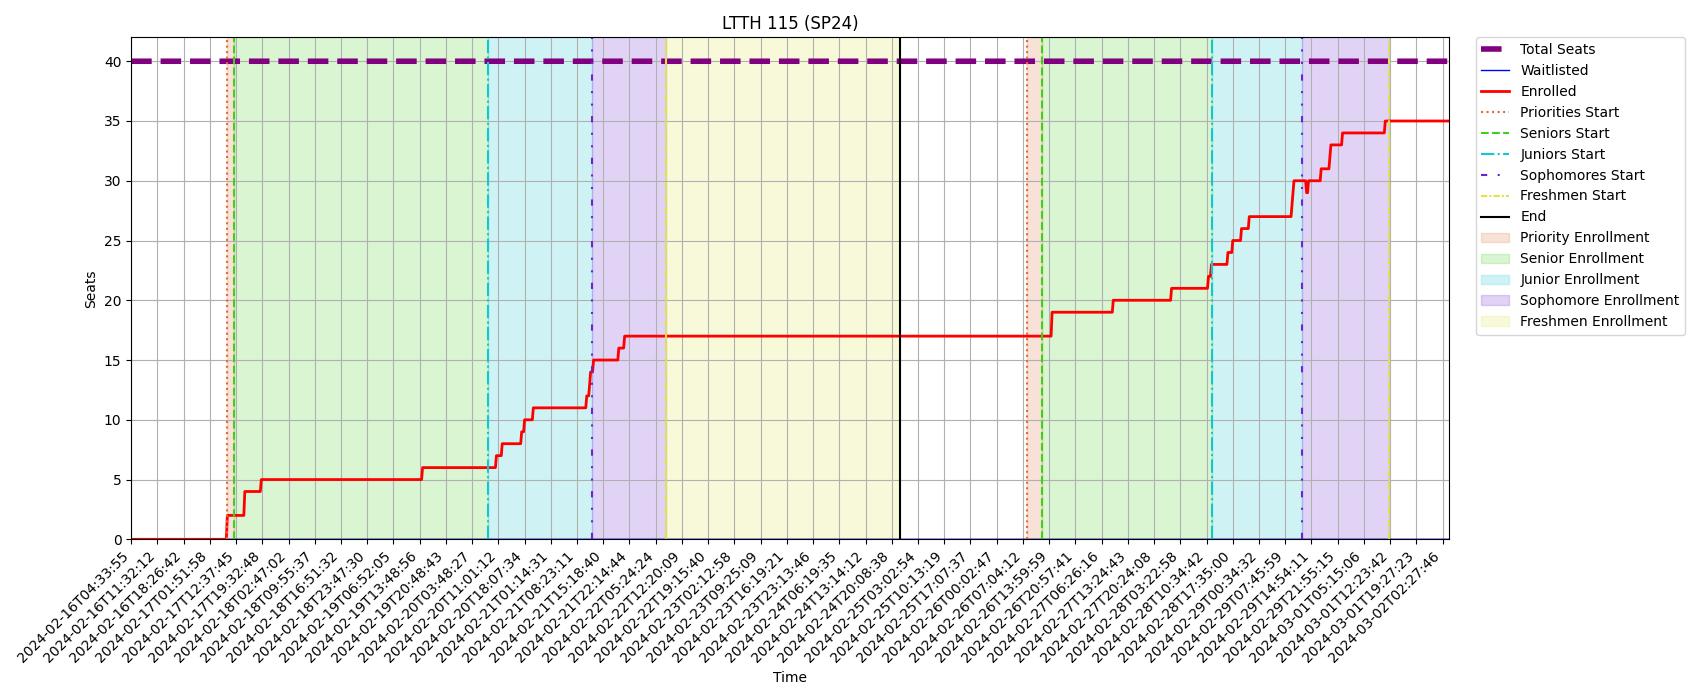 LTTH 115 (SP24)
Seats
40
35
30
25
20
15
10
5
0
2024-02-16T04:33:55
2024-02-16T11:32:12
2024-02-16T18:26:42
2024-02-17T01:51:58
2024-02-17T12:37:45
2024-02-17T19:32:48
2024-02-18T02:47:02
2024-02-18T09:55:37
2024-02-18T16:51:32
2024-02-18T23:47:30
2024-02-19T06:52:05
2024-02-19T13:48:56
2024-02-19T20:48:43
2024-02-20T03:48:27
2024-02-20T11:01:12
2024-02-20T18:07:34
2024-02-21T01:14:31
2024-02-21T08:23:11
2024-02-21T15:18:40
2024-02-21T22:14:44
2024-02-22T05:24:24
2024-02-22T12:20:09
2024-02-22T19:15:40
2024-02-23T02:12:58
2024-02-23T09:25:09
2024-02-23T16:19:21
2024-02-23T23:13:46
2024-02-24T06:19:35
2024-02-24T13:14:12
2024-02-24T20:08:38
2024-02-25T03:02:54
2024-02-25T10:13:19
2024-02-25T17:07:37
2024-02-26T00:02:47
2024-02-26T07:04:12
2024-02-26T13:59:59
2024-02-26T20:57:41
2024-02-27T06:26:16
2024-02-27T13:24:43
2024-02-27T20:24:08
2024-02-28T03:22:58
2024-02-28T10:34:42
2024-02-28T17:35:00
2024-02-29T00:34:32
2024-02-29T07:45:59
2024-02-29T14:54:11
2024-02-29T21:55:15
2024-03-01T05:15:06
2024-03-01T12:23:42
2024-03-01T19:27:23
2024-03-02T02:27:46
Time
Total Seats
Waitlisted
Enrolled
Priorities Start
Seniors Start
Juniors Start
Sophomores Start
Freshmen Start
End
Priority Enrollment
Senior Enrollment
Junior Enrollment
Sophomore Enrollment
Freshmen Enrollment